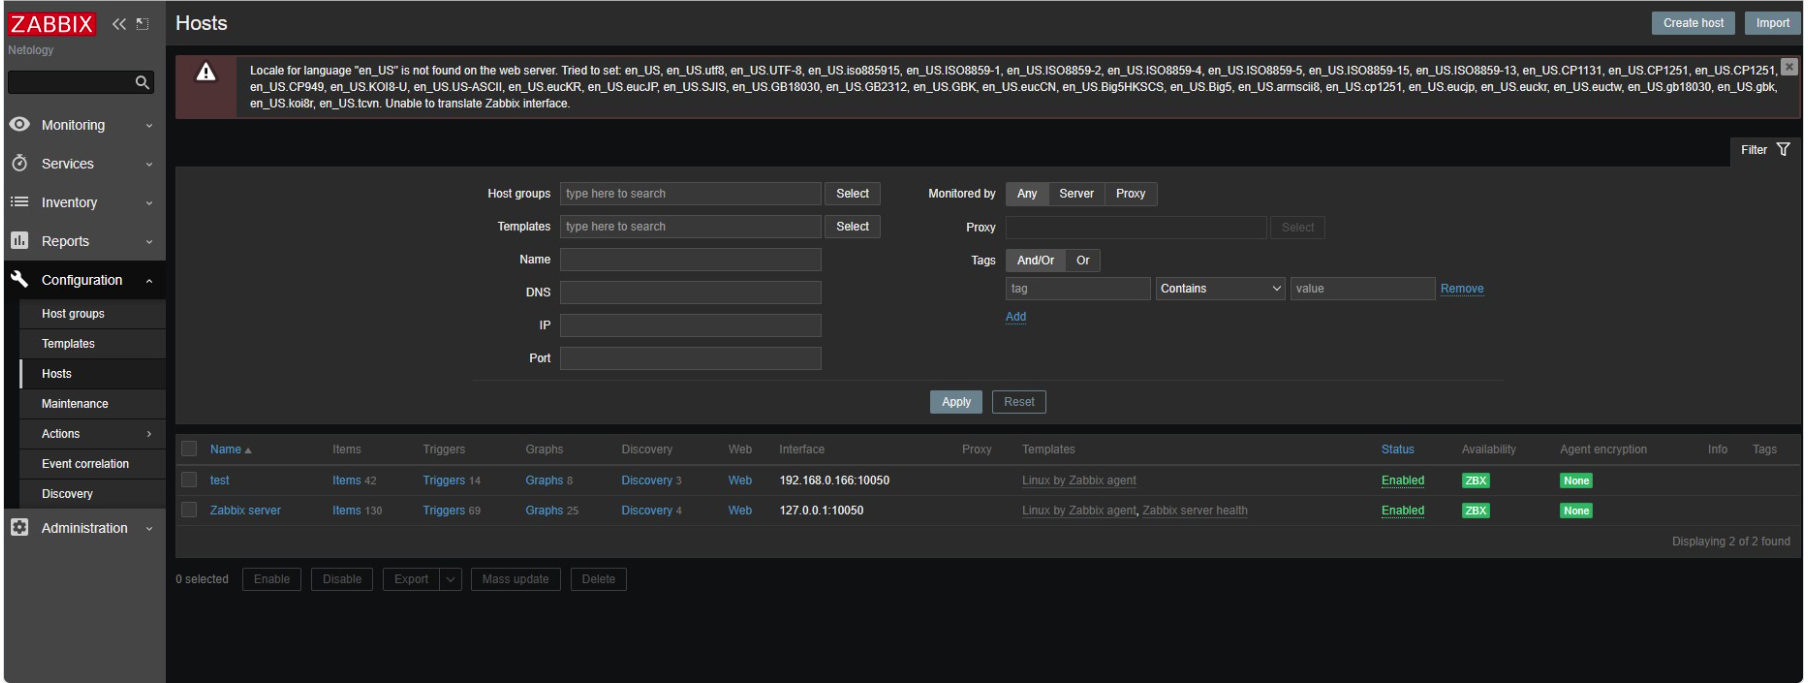 ZABBIX
Netology
Monitoring
Services
Inventory
Reports
Configuration
Host groups
Templates
Hosts
Maintenance
Actions
Event correlation
Discovery
Administration
Hosts
Create host
Import
Locale for language "en_US" is not found on the web server. Tried to set: en_US, en_US.utf8, en_US.UTF-8, en_US.iso885915, en_US.ISO8859-1, en_US.ISO8859-2, en_US.ISO8859-4, en_US.ISO8859-5, en_US.ISO8859-15, en_US.ISO8859-13, en_US.CP1131, en_US.CP1251, en_US.CP1251,
en_US.CP949, en_US.KOI8-U, en_US.US-ASCII, en_US.eucKR, en_US.eucJP, en_US.SJIS, en_US.GB18030, en_US.GB2312, en_US.GBK, en_US.eucCN, en_US.Big5HKSCS, en_US.Big5, en_US.armscii8, en_US.cp1251, en_US.eucjp, en_US.euckr, en_US.euctw, en_US.gb18030, en_US.gbk,
en_US.koi8r, en_US.tcvn. Unable to translate Zabbix interface.
Filter
Host groups type here to search Select
Templates type here to search Select
Name
DNS
IP
Port
Monitored by Any Server Proxy
Proxy Select
Tags And/Or Or
tag Contains value Remove
Add
Apply Reset
Name Items Triggers Graphs Discovery Web Interface Proxy Templates Status Availability Agent encryption Info Tags
test Items 42 Triggers 14 Graphs 8 Discovery 3 Web 192.168.0.166:10050 Linux by Zabbix agent Enabled ZBX None
Zabbix server Items 130 Triggers 69 Graphs 25 Discovery 4 Web 127.0.0.1:10050 Linux by Zabbix agent, Zabbix server health Enabled ZBX None
Displaying 2 of 2 found
0 selected Enable Disable Export Mass update Delete